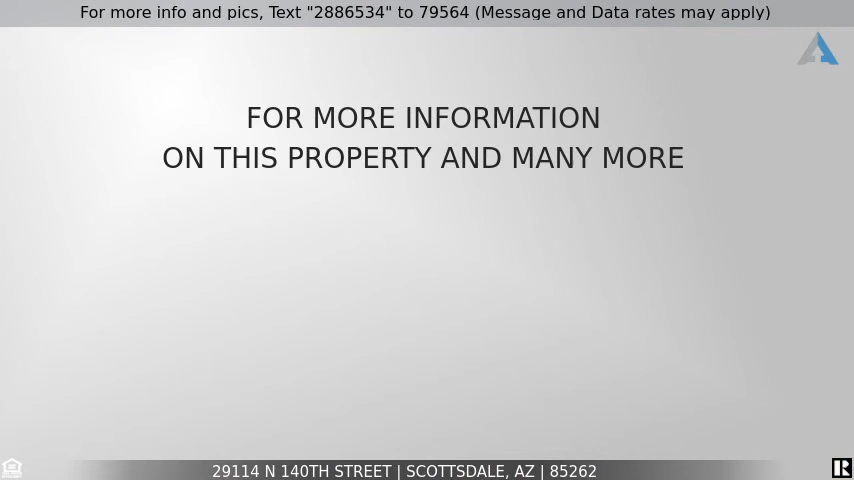 For more info and pics, Text "2886534" to 79564 (Message and Data rates may apply)
FOR MORE INFORMATION
ON THIS PROPERTY AND MANY MORE
29114 N 140TH STREET | SCOTTSDALE, AZ | 85262